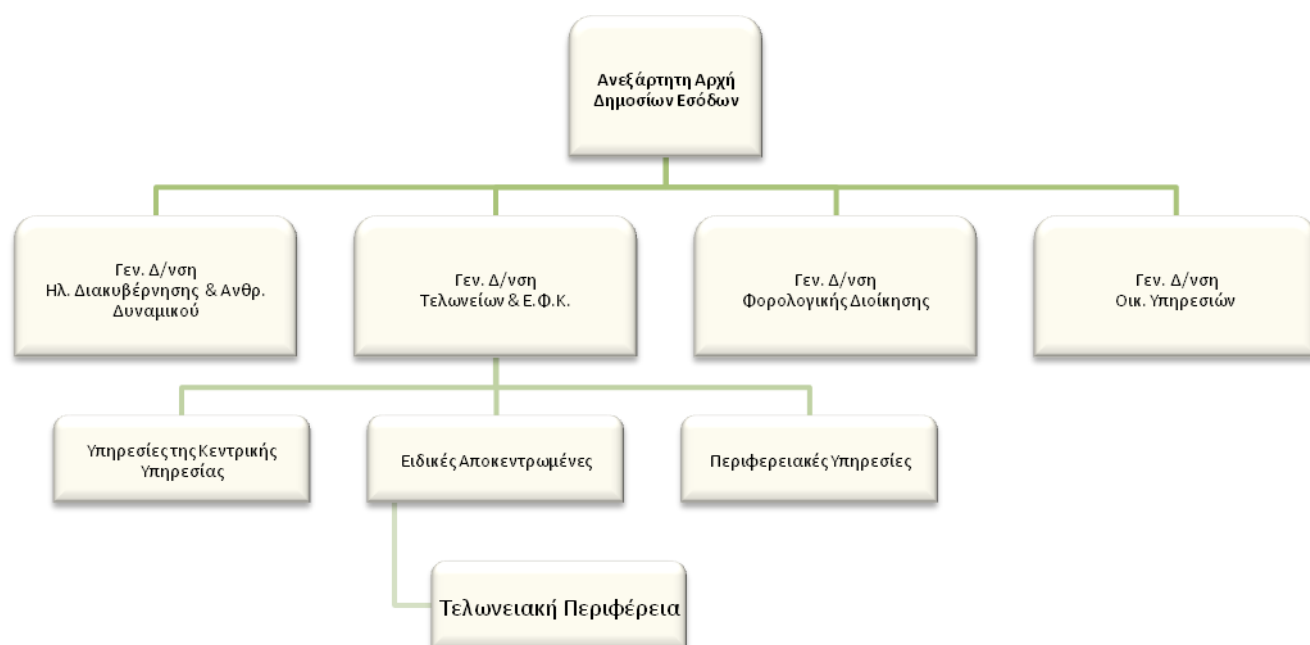 Ανεξάρτητη Αρχή
Δημοσίων Εσόδων
Γεν. Δ/νση
Ηλ. Διακυβέρνησης & Ανθρ.
Δυναμικού
Γεν. Δ/νση
Τελωνείων & Ε.Φ.Κ.
Γεν. Δ/νση
Φορολογικής Διοίκησης
Γεν. Δ/νση
Οικ. Υπηρεσιών
Υπηρεσίες της Κεντρικής
Υπηρεσίας
Ειδικές Αποκεντρωμένες
Περιφερειακές Υπηρεσίες
Τελωνειακή Περιφέρεια